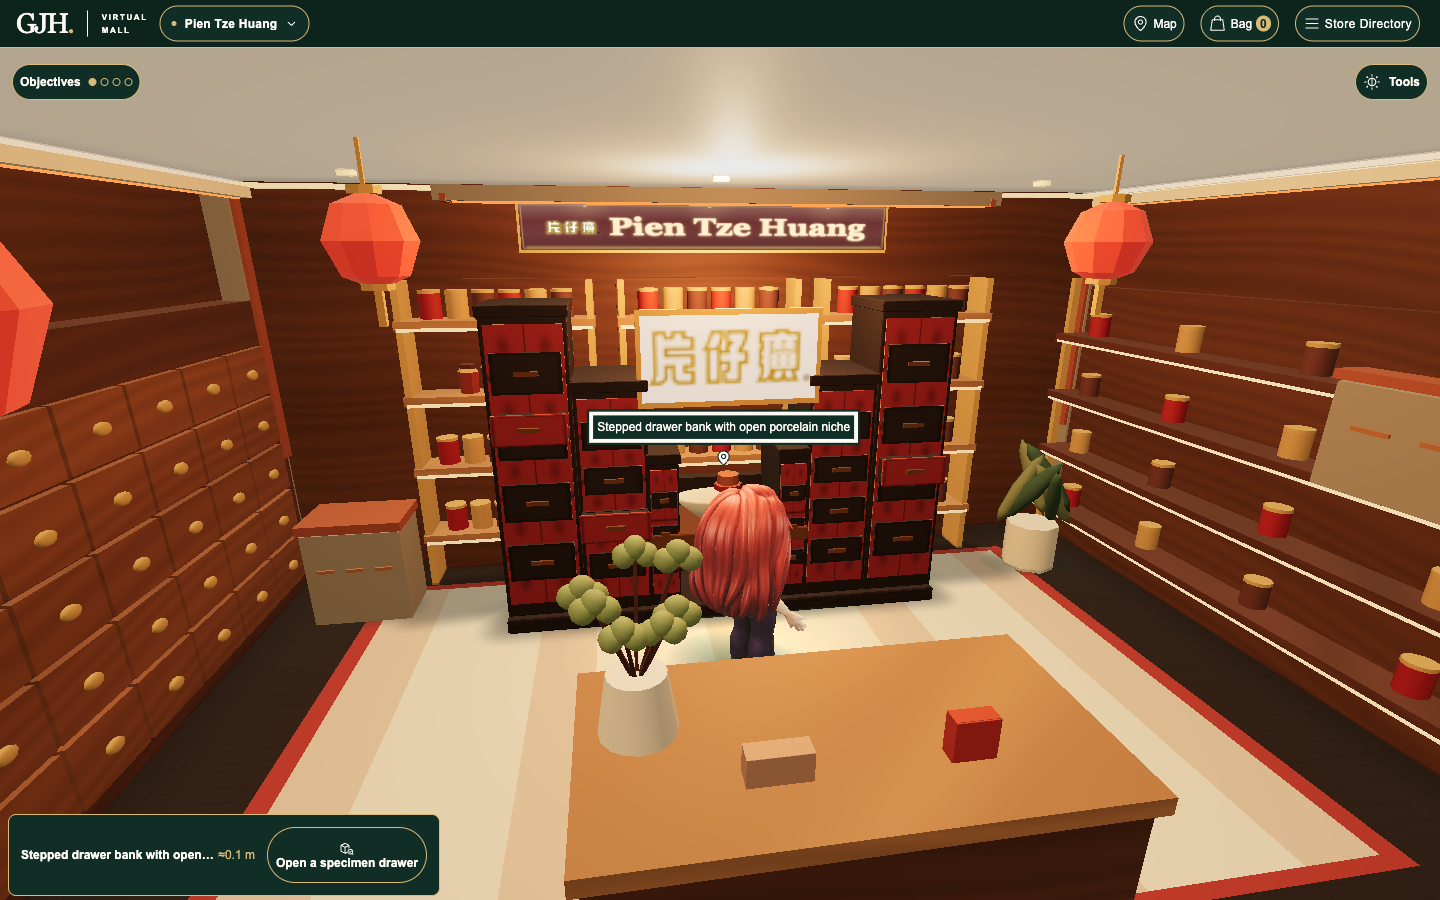 GJH.
VIRTUAL
MALL
Pien Tze Huang
Map
Bag 0
Store Directory
Objectives
Tools
片仔癀 Pien Tze Huang
片仔癀
Stepped drawer bank with open porcelain niche
Stepped drawer bank with open... ≈0.1 m
Open a specimen drawer